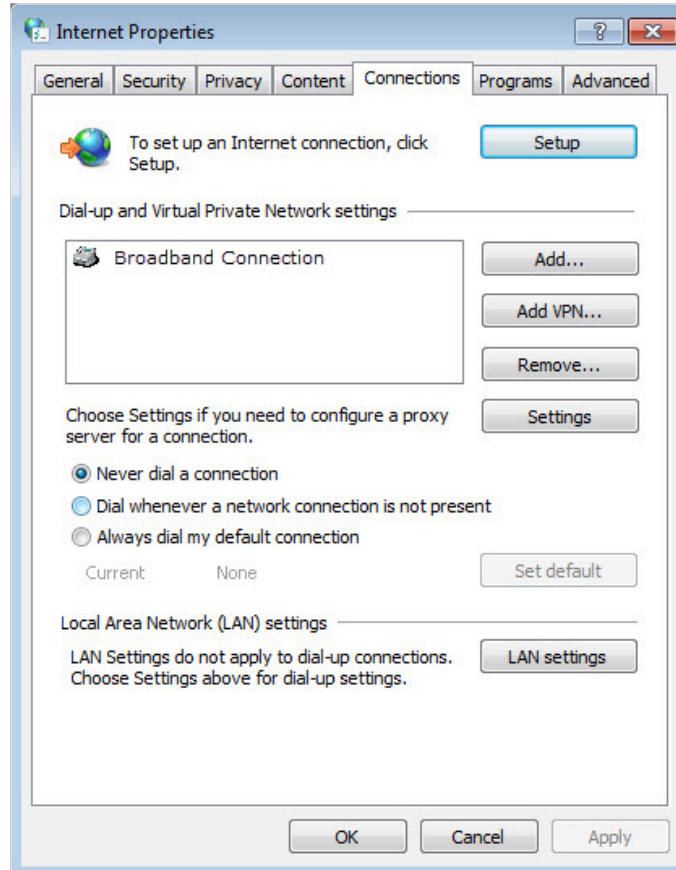 Internet Properties
General Security Privacy Content Connections Programs Advanced
To set up an Internet connection, click
Setup.
Setup
Dial-up and Virtual Private Network settings
Broadband Connection
Add...
Add VPN...
Remove...
Choose Settings if you need to configure a proxy
server for a connection.
Settings
Never dial a connection
Dial whenever a network connection is not present
Always dial my default connection
Current None
Set default
Local Area Network (LAN) settings
LAN Settings do not apply to dial-up connections.
Choose Settings above for dial-up settings.
LAN settings
OK Cancel Apply